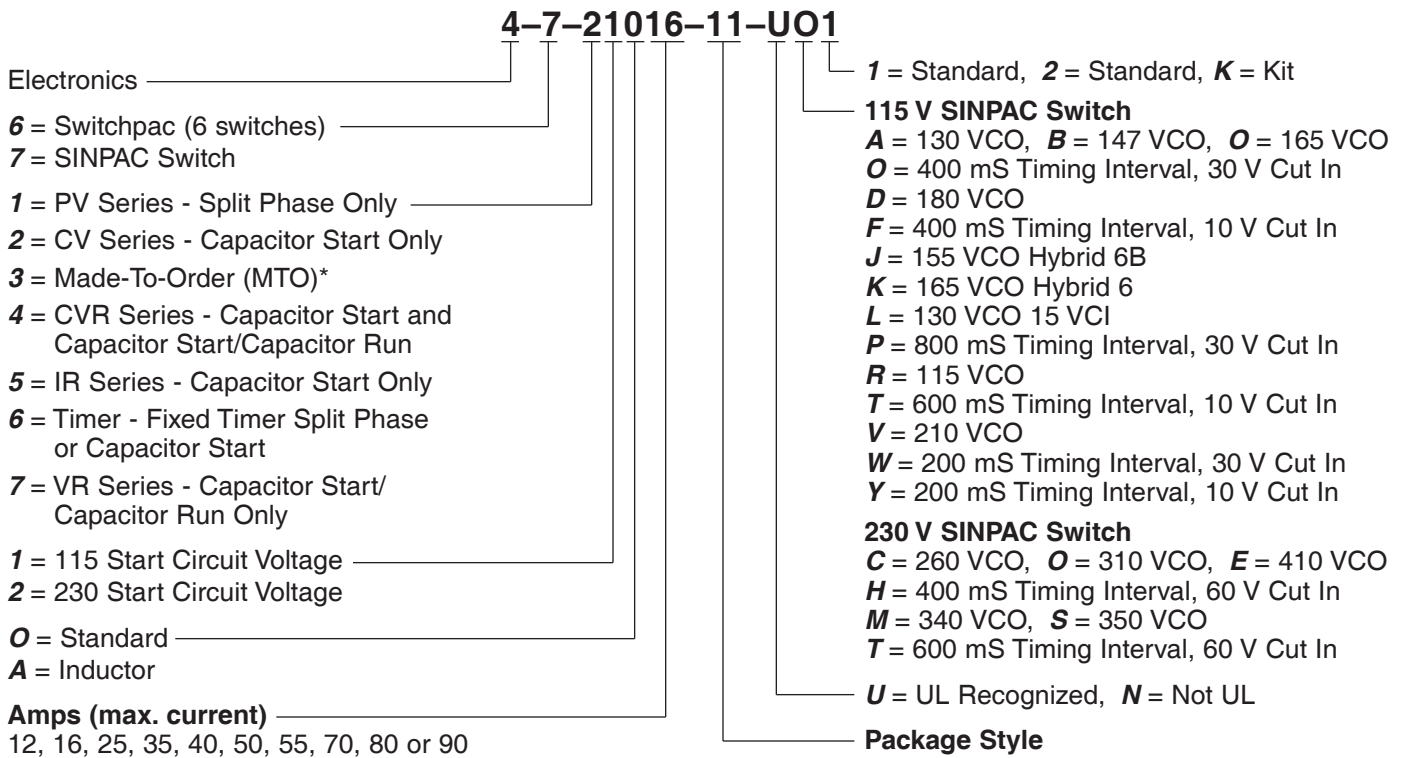 4–7–21016–11–UO1
Electronics
6 = Switchpac (6 switches)
7 = SINPAC Switch
1 = PV Series - Split Phase Only
2 = CV Series - Capacitor Start Only
3 = Made-To-Order (MTO)*
4 = CVR Series - Capacitor Start and
Capacitor Start/Capacitor Run
5 = IR Series - Capacitor Start Only
6 = Timer - Fixed Timer Split Phase
or Capacitor Start
7 = VR Series - Capacitor Start/
Capacitor Run Only
1 = 115 Start Circuit Voltage
2 = 230 Start Circuit Voltage
O = Standard
A = Inductor
Amps (max. current)
12, 16, 25, 35, 40, 50, 55, 70, 80 or 90
1 = Standard, 2 = Standard, K = Kit
115 V SINPAC Switch
A = 130 VCO, B = 147 VCO, O = 165 VCO
O = 400 mS Timing Interval, 30 V Cut In
D = 180 VCO
F = 400 mS Timing Interval, 10 V Cut In
J = 155 VCO Hybrid 6B
K = 165 VCO Hybrid 6
L = 130 VCO 15 VCI
P = 800 mS Timing Interval, 30 V Cut In
R = 115 VCO
T = 600 mS Timing Interval, 10 V Cut In
V = 210 VCO
W = 200 mS Timing Interval, 30 V Cut In
Y = 200 mS Timing Interval, 10 V Cut In
230 V SINPAC Switch
C = 260 VCO, O = 310 VCO, E = 410 VCO
H = 400 mS Timing Interval, 60 V Cut In
M = 340 VCO, S = 350 VCO
T = 600 mS Timing Interval, 60 V Cut In
U = UL Recognized, N = Not UL
Package Style